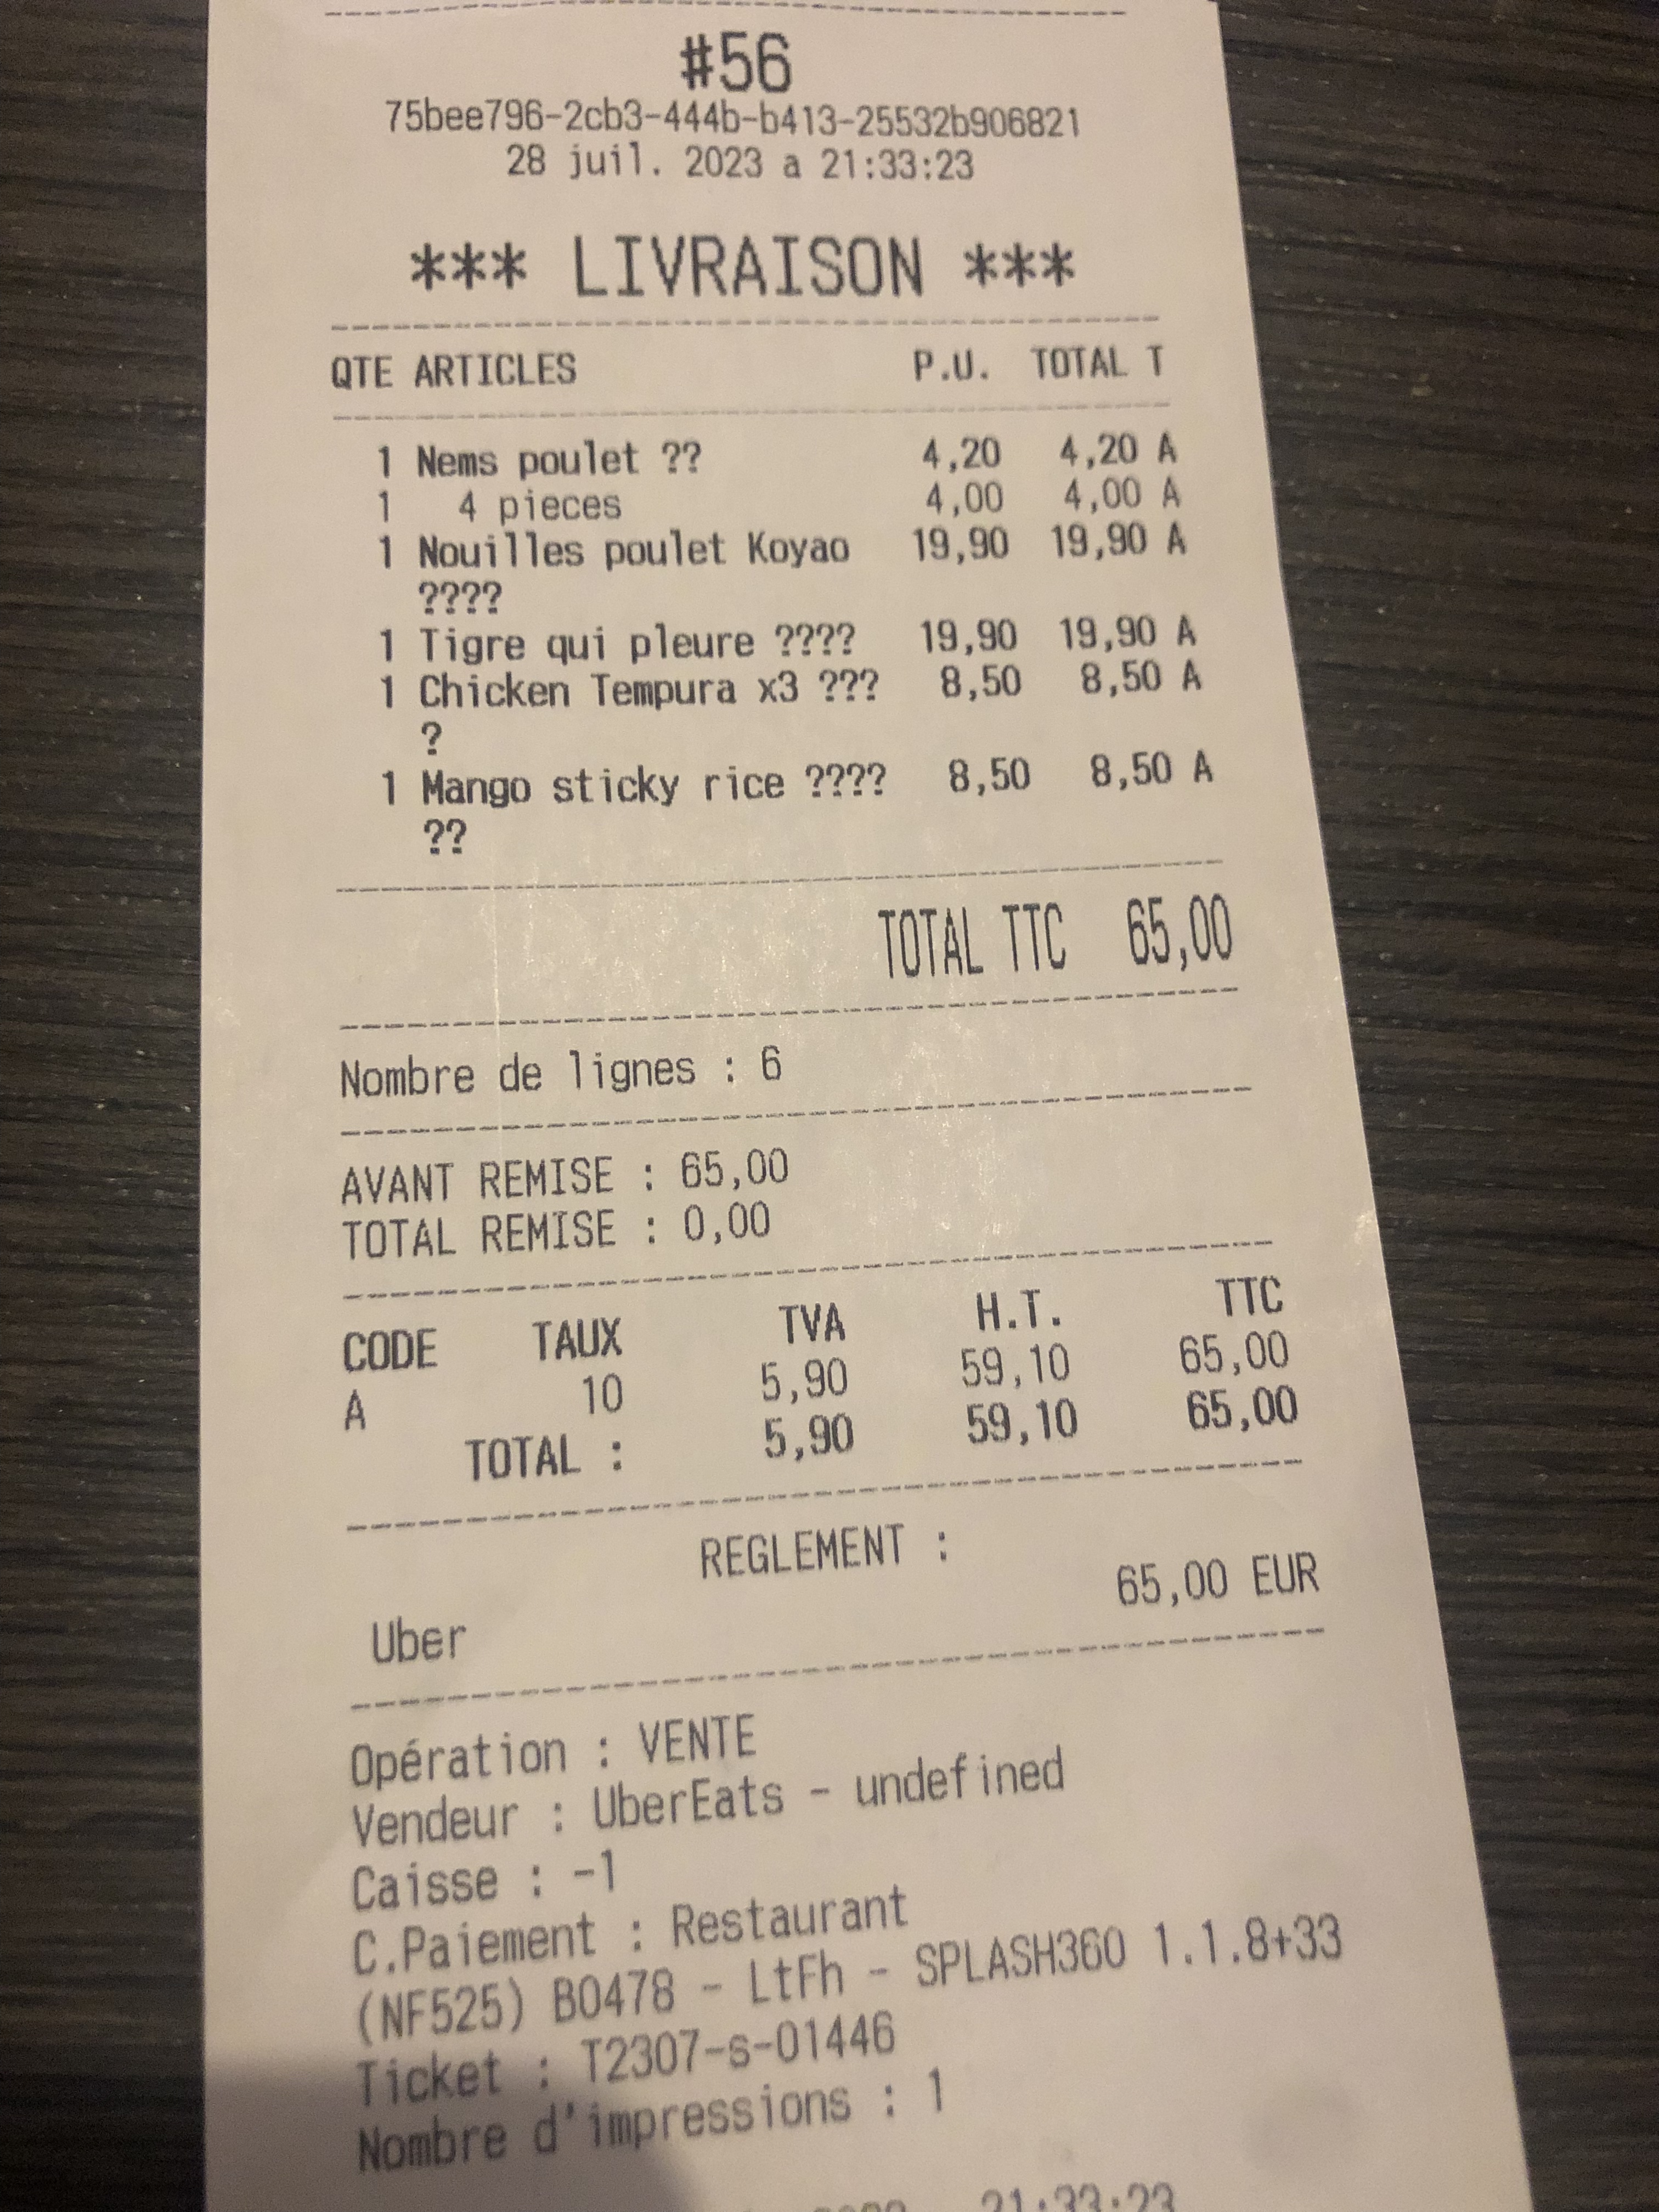 #56
75bee796-2cb3-444b-b413-25532b906821
28 juil. 2023 a 21:33:23
*** LIVRAISON ***
QTE ARTICLES P.U. TOTAL T
1 Nems poulet ?? 4,20 4,20 A
1 4 pieces 4,00 4,00 A
1 Nouilles poulet Koyao 19,90 19,90 A
????
1 Tigre qui pleure ???? 19,90 19,90 A
1 Chicken Tempura x3 ??? 8,50 8,50 A
?
1 Mango sticky rice ???? 8,50 8,50 A
??
TOTAL TTC 65,00
Nombre de lignes : 6
AVANT REMISE : 65,00
TOTAL REMISE : 0,00
CODE TAUX TVA H.T. TTC
A 10 5,90 59,10 65,00
TOTAL : 5,90 59,10 65,00
REGLEMENT :
Uber 65,00 EUR
Opération : VENTE
Vendeur : UberEats - undefined
Caisse : -1
C.Paiement : Restaurant
(NF525) B0478 - LtFh - SPLASH360 1.1.8+33
Ticket : T2307-s-01446
Nombre d'impressions : 1
21:33:23